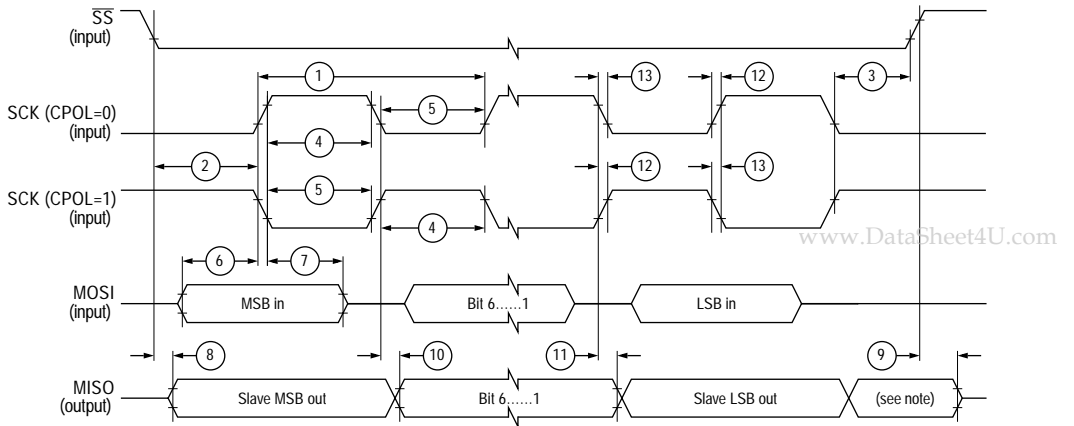 SS
(input)
1
13
12
3
SCK (CPOL=0)
(input)
5
4
2
12
13
SCK (CPOL=1)
(input)
5
4
www.DataSheet4U.com
6
7
MOSI
(input)
MSB in
Bit 6......1
LSB in
8
10
11
9
MISO
(output)
Slave MSB out
Bit 6......1
Slave LSB out
(see note)